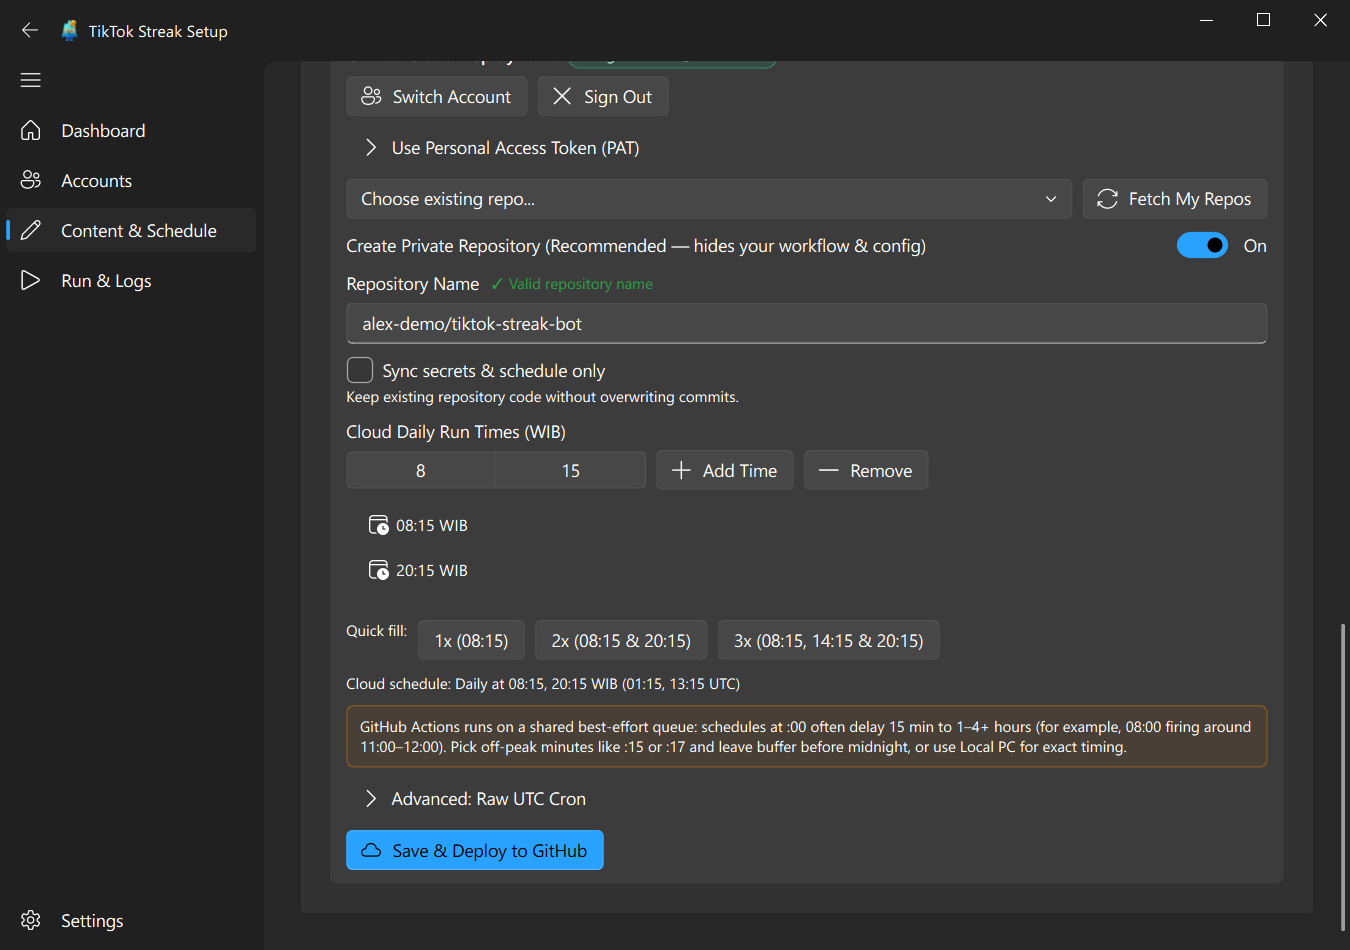 TikTok Streak Setup
Dashboard
Accounts
Content & Schedule
Run & Logs
Settings
Switch Account
Sign Out
Use Personal Access Token (PAT)
Choose existing repo...
Fetch My Repos
Create Private Repository (Recommended — hides your workflow & config)
On
Repository Name ✓ Valid repository name
alex-demo/tiktok-streak-bot
Sync secrets & schedule only
Keep existing repository code without overwriting commits.
Cloud Daily Run Times (WIB)
8
15
Add Time
Remove
08:15 WIB
20:15 WIB
Quick fill:
1x (08:15)
2x (08:15 & 20:15)
3x (08:15, 14:15 & 20:15)
Cloud schedule: Daily at 08:15, 20:15 WIB (01:15, 13:15 UTC)
GitHub Actions runs on a shared best-effort queue: schedules at :00 often delay 15 min to 1–4+ hours (for example, 08:00 firing around
11:00–12:00). Pick off-peak minutes like :15 or :17 and leave buffer before midnight, or use Local PC for exact timing.
Advanced: Raw UTC Cron
Save & Deploy to GitHub